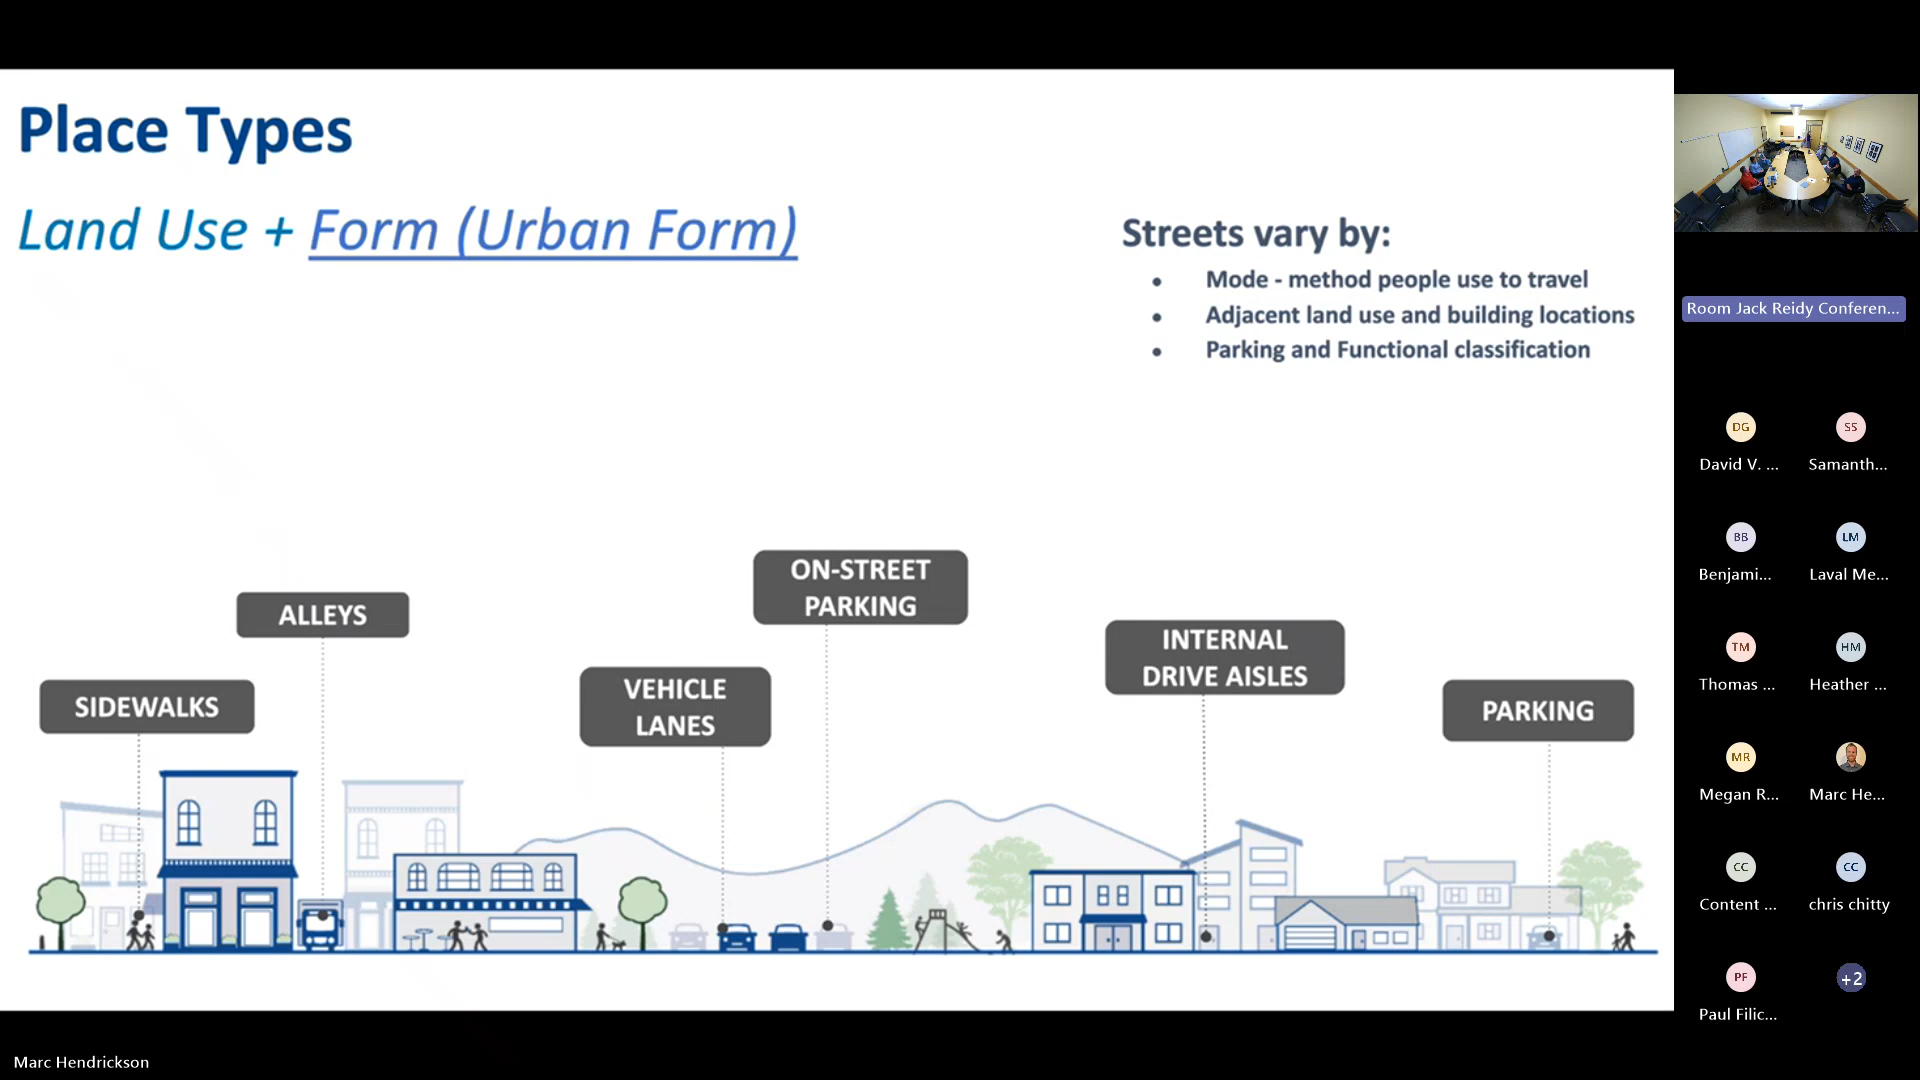 Place Types
Land Use + Form (Urban Form)
Streets vary by:
• Mode - method people use to travel
• Adjacent land use and building locations
• Parking and Functional classification
ON-STREET
PARKING
ALLEYS
INTERNAL
DRIVE AISLES
VEHICLE
LANES
SIDEWALKS
PARKING
Room Jack Reidy Conferen...
DG
David V. ...
SS
Samanth...
BB
Benjami...
LM
Laval Me...
TM
Thomas ...
HM
Heather ...
MR
Megan R...
Marc He...
CC
Content ...
CC
chris chitty
PF
Paul Filic...
+2
Marc Hendrickson